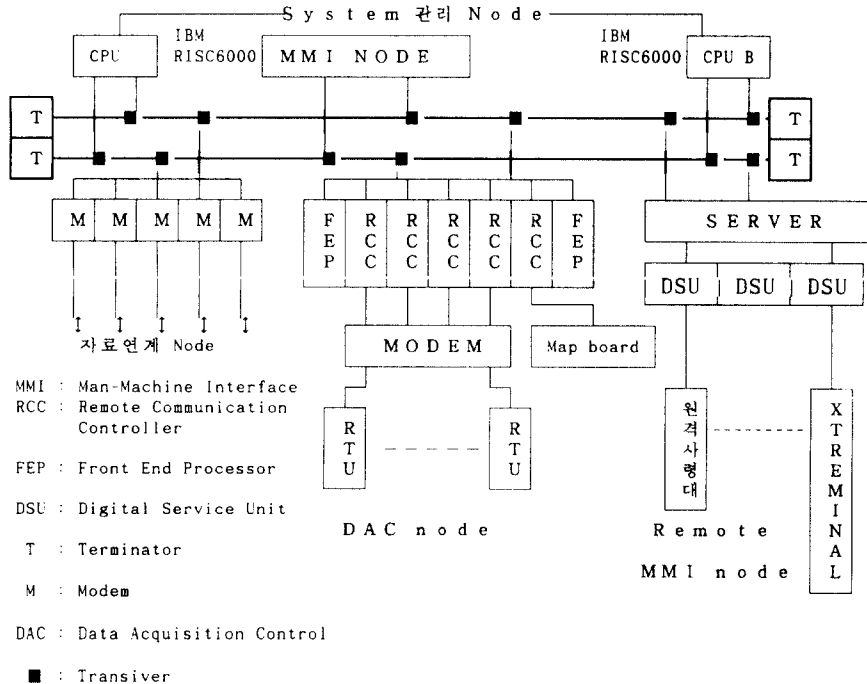 System 관리 Node
CPU
IBM
RISC6000
MMI NODE
IBM
RISC6000
CPU B
T
T
T
T
M M M M M
FEP
RCC
RCC
RCC
RCC
RCC
FEP
SERVER
DSU DSU DSU
자료연계 Node
MODEM
Map board
RTU
RTU
원격사령대
XTREMINAL
DAC node
Remote
MMI node
MMI : Man-Machine Interface
RCC : Remote Communication
Controller
FEP : Front End Processor
DSU : Digital Service Unit
T : Terminator
M : Modem
DAC : Data Acquisition Control
■ : Transiver